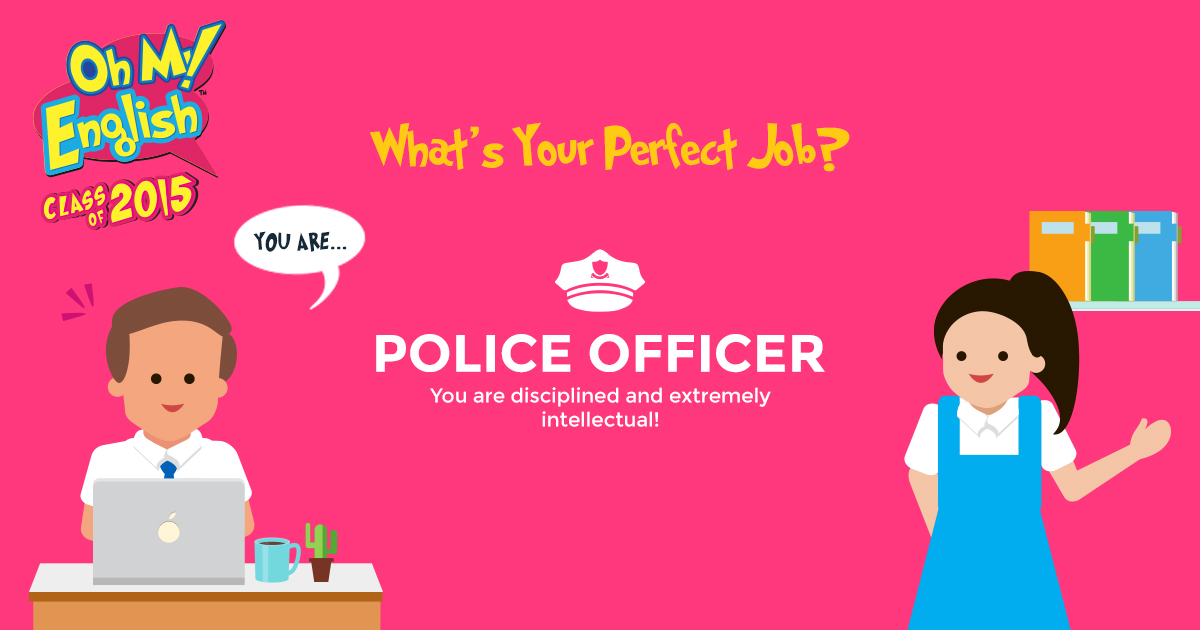 Oh My!
English™
CLASS OF 2015
What's Your Perfect Job?
YOU ARE...
POLICE OFFICER
You are disciplined and extremely
intellectual!